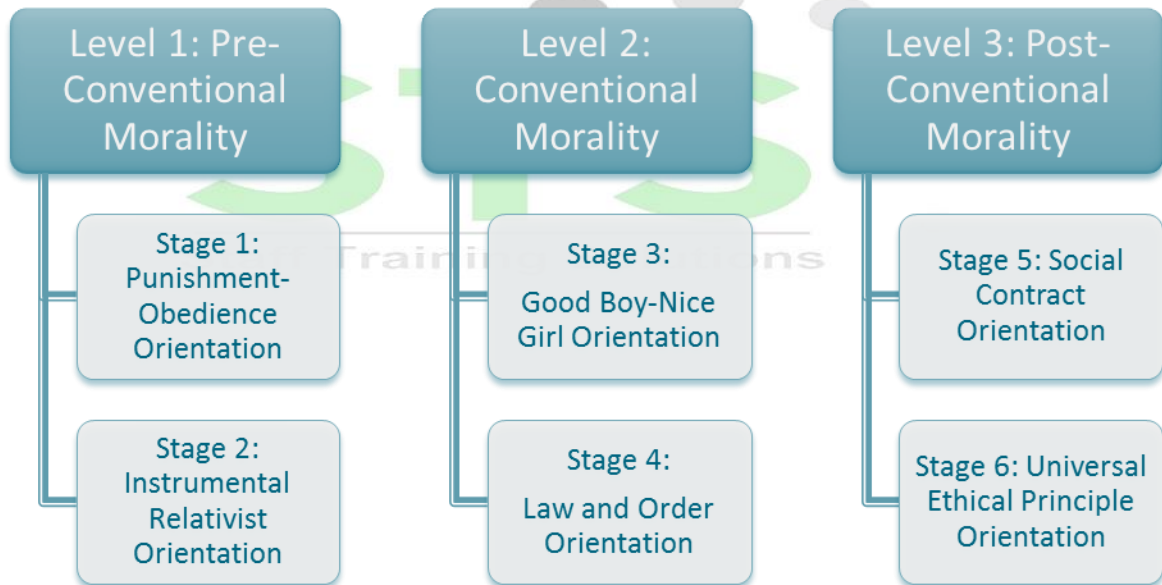 Level 1: Pre-
Conventional
Morality
Stage 1:
Punishment-
Obedience
Orientation
Stage 2:
Instrumental
Relativist
Orientation
Level 2:
Conventional
Morality
Stage 3:
Good Boy-Nice
Girl Orientation
Stage 4:
Law and Order
Orientation
Level 3: Post-
Conventional
Morality
Stage 5: Social
Contract
Orientation
Stage 6: Universal
Ethical Principle
Orientation
STS
Training